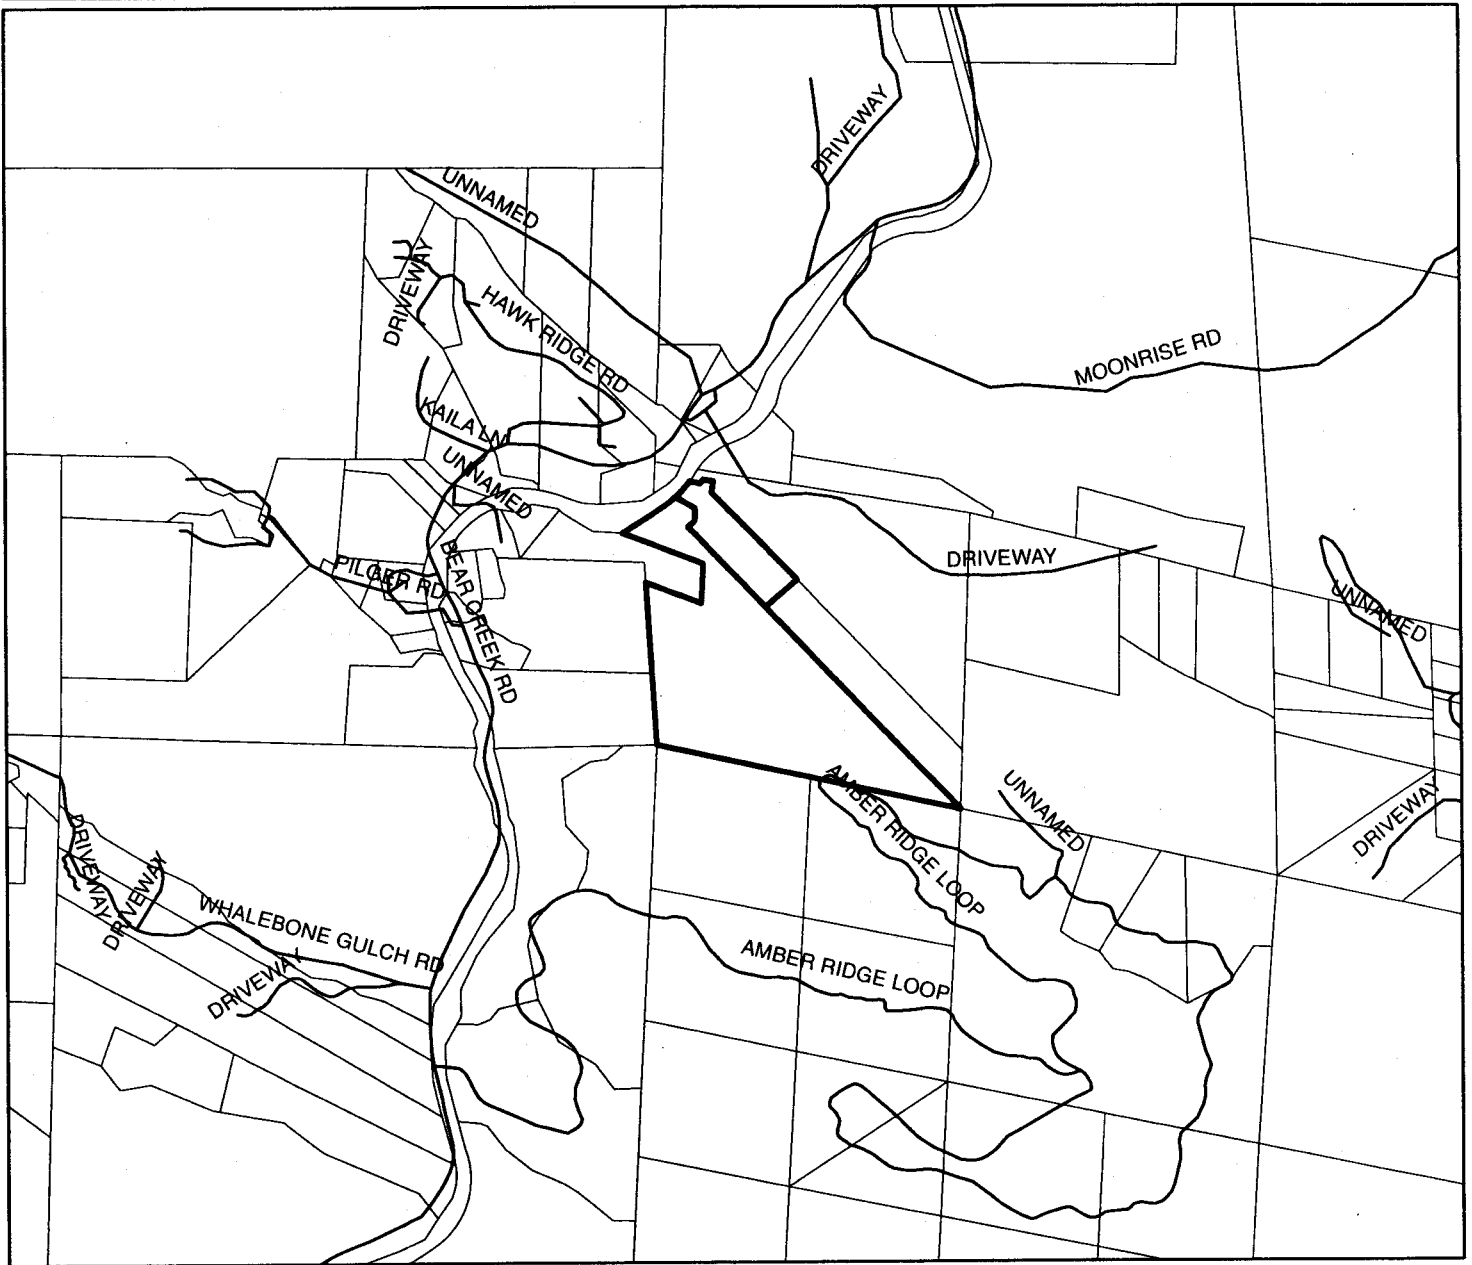 DRIVEWAY
UNNAMED
DRIVEWAY
HAWK RIDGE RD
MOONRISE RD
KAILA LN
UNNAMED
DRIVEWAY
PILGER RD
BEAR CREEK RD
UNNAMED
AMBER RIDGE LOOP
UNNAMED
DRIVEWAY
DRIVEWAY
DRIVEWAY
WHALEBONE GULCH RD
DRIVEWAY
AMBER RIDGE LOOP